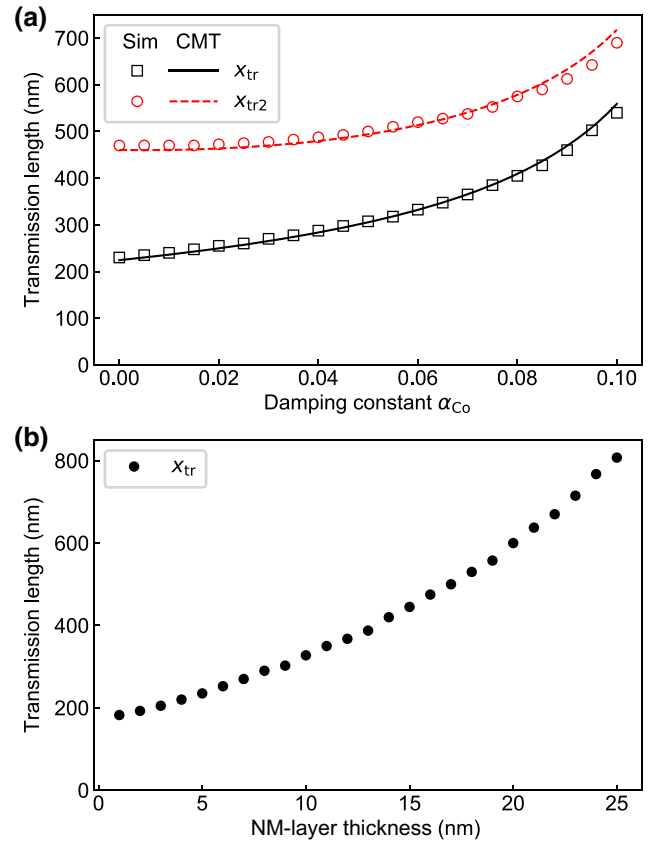 (a)
Sim CMT
x_tr
x_tr2
700
600
500
400
300
200
100
0
Transmission length (nm)
0.00 0.02 0.04 0.06 0.08 0.10
Damping constant α_Co
(b)
x_tr
800
600
400
200
0
Transmission length (nm)
0 5 10 15 20 25
NM-layer thickness (nm)